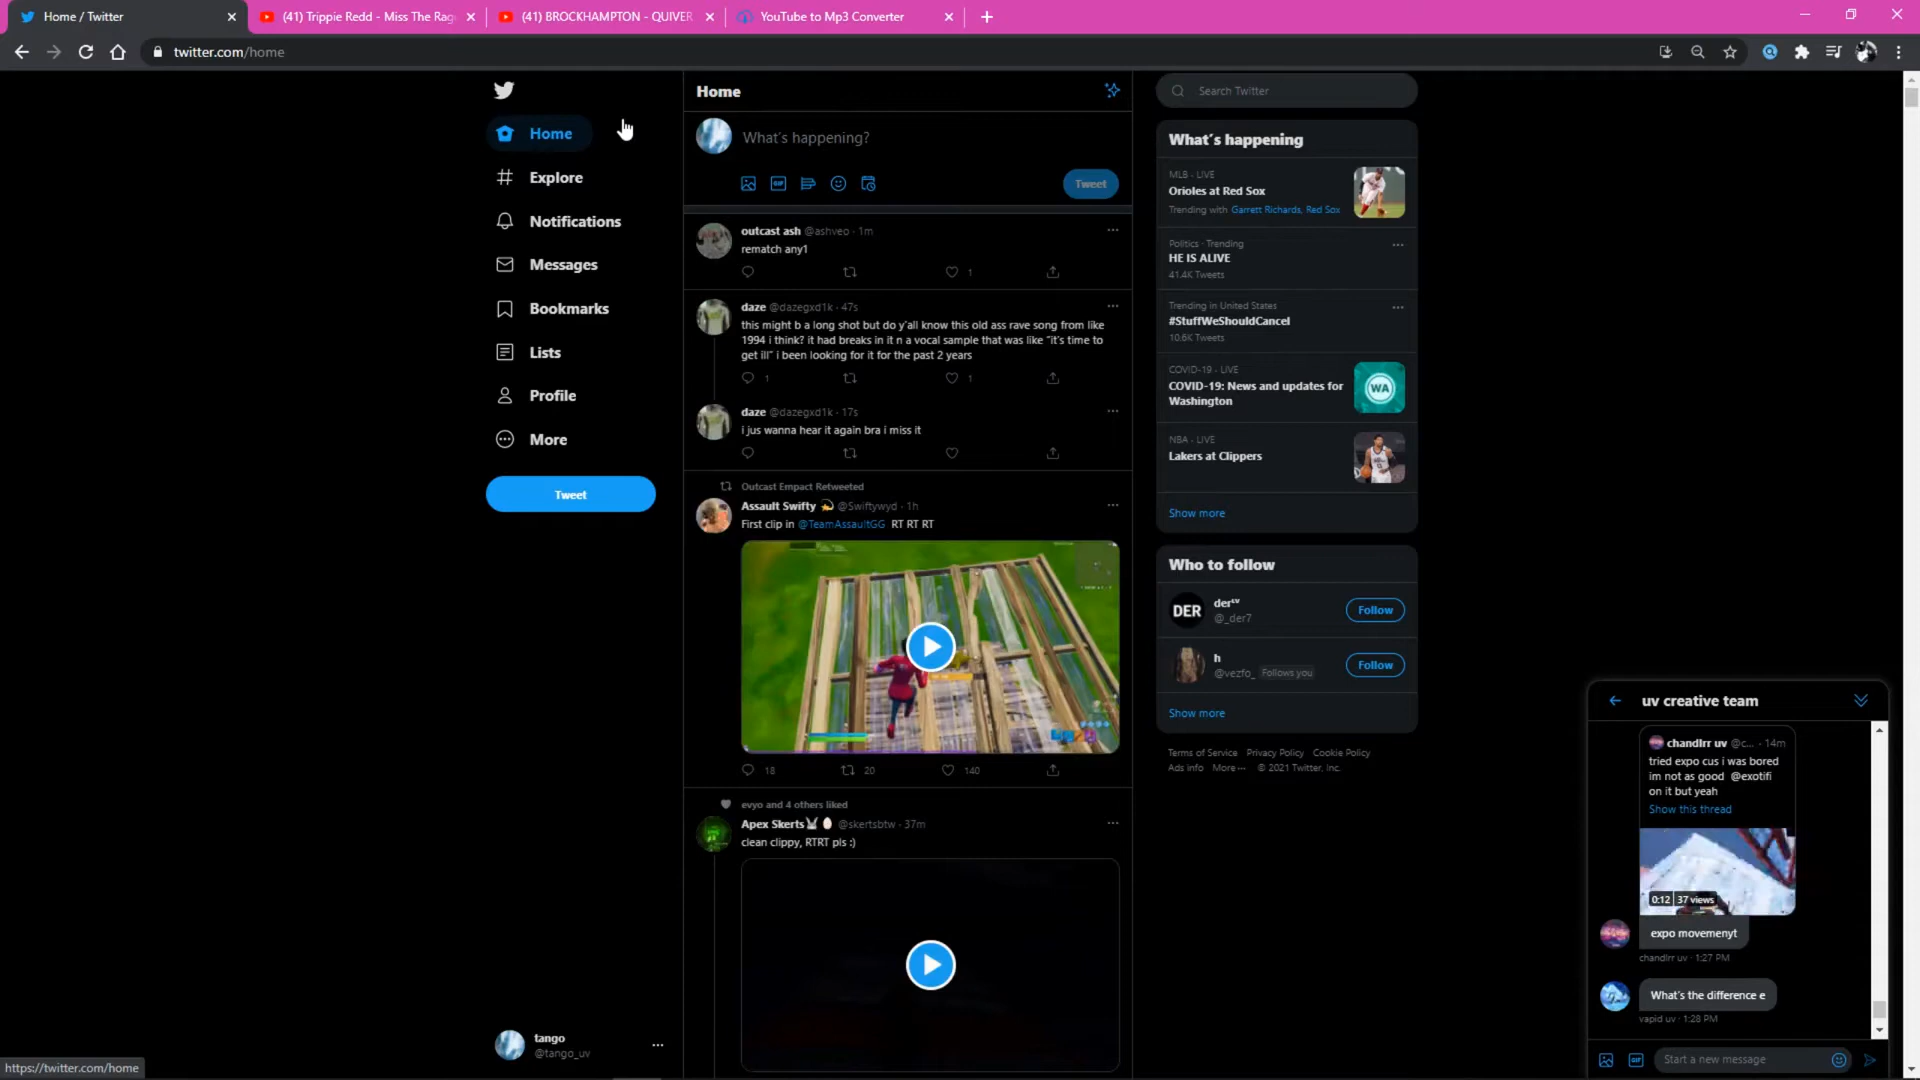 Home / Twitter
(41) Trippie Redd - Miss The Rag
(41) BROCKHAMPTON - QUIVER
YouTube to Mp3 Converter
twitter.com/home
Home
Explore
Notifications
Messages
Bookmarks
Lists
Profile
More
Tweet
tango
@tango_uv
https://twitter.com/home
Home
What's happening?
GIF
Tweet
outcast ash @ashveo · 1m
rematch any1
1
daze @dazegxd1k · 47s
this might b a long shot but do y'all know this old ass rave song from like
1994 i think? it had breaks in it n a vocal sample that was like "it's time to
get ill" i been looking for it for the past 2 years
1 1
daze @dazegxd1k · 17s
i jus wanna hear it again bra i miss it
Outcast Empact Retweeted
Assault Swifty 💫 @Swiftywyd · 1h
First clip in @TeamAssaultGG RT RT RT
18 20 140
evyo and 4 others liked
Apex Skerts @skertsbtw · 37m
clean clippy, RTRT pls :)
Search Twitter
What's happening
MLB · LIVE
Orioles at Red Sox
Trending with Garrett Richards, Red Sox
Politics · Trending
HE IS ALIVE
41.4K Tweets
Trending in United States
#StuffWeShouldCancel
10.6K Tweets
COVID-19 · LIVE
COVID-19: News and updates for
Washington
WA
NBA · LIVE
Lakers at Clippers
Show more
Who to follow
DER
derᵗᵛ
@_der7
Follow
h
@vezfo_ Follows you
Follow
Show more
Terms of Service Privacy Policy Cookie Policy
Ads info More ··· © 2021 Twitter, Inc.
uv creative team
chandlrr uv @c... · 14m
tried expo cus i was bored
im not as good @exotifi
on it but yeah
Show this thread
0:12 37 views
expo movemenyt
chandlrr uv · 1:27 PM
What's the difference e
vapid uv · 1:28 PM
GIF
Start a new message